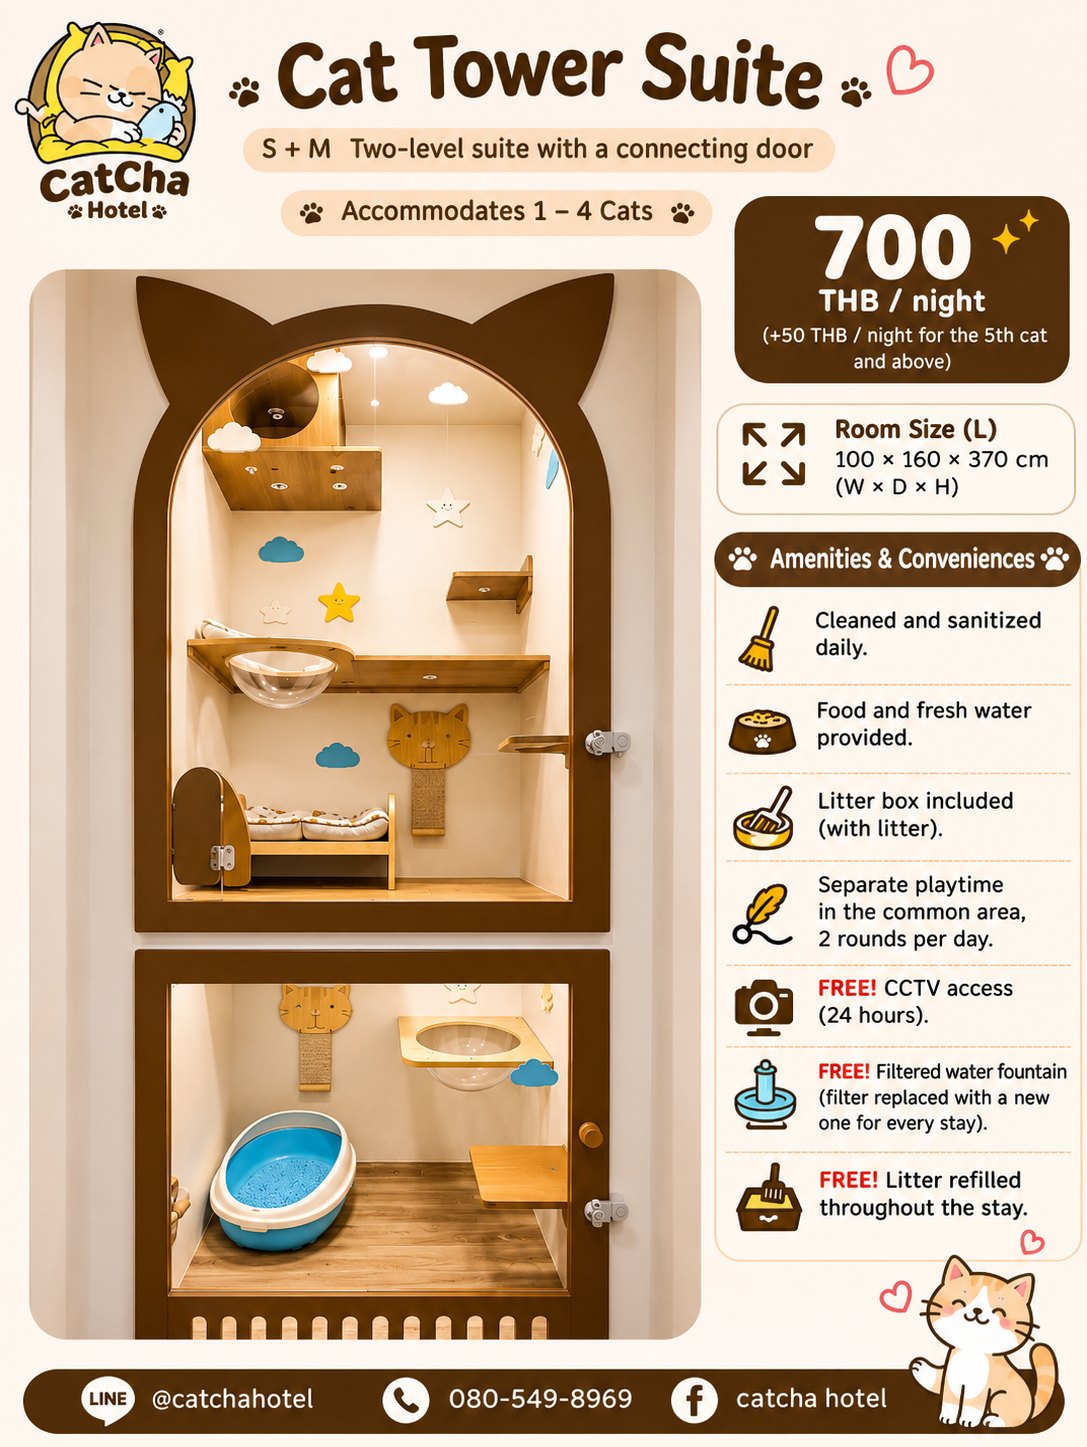 CatCha
Hotel
®
Cat Tower Suite
S + M Two-level suite with a connecting door
Accommodates 1 – 4 Cats
700
THB / night
(+50 THB / night for the 5th cat
and above)
Room Size (L)
100 × 160 × 370 cm
(W × D × H)
Amenities & Conveniences
Cleaned and sanitized
daily.
Food and fresh water
provided.
Litter box included
(with litter).
Separate playtime
in the common area,
2 rounds per day.
FREE! CCTV access
(24 hours).
FREE! Filtered water fountain
(filter replaced with a new
one for every stay).
FREE! Litter refilled
throughout the stay.
LINE @catchahotel
080-549-8969
f catcha hotel